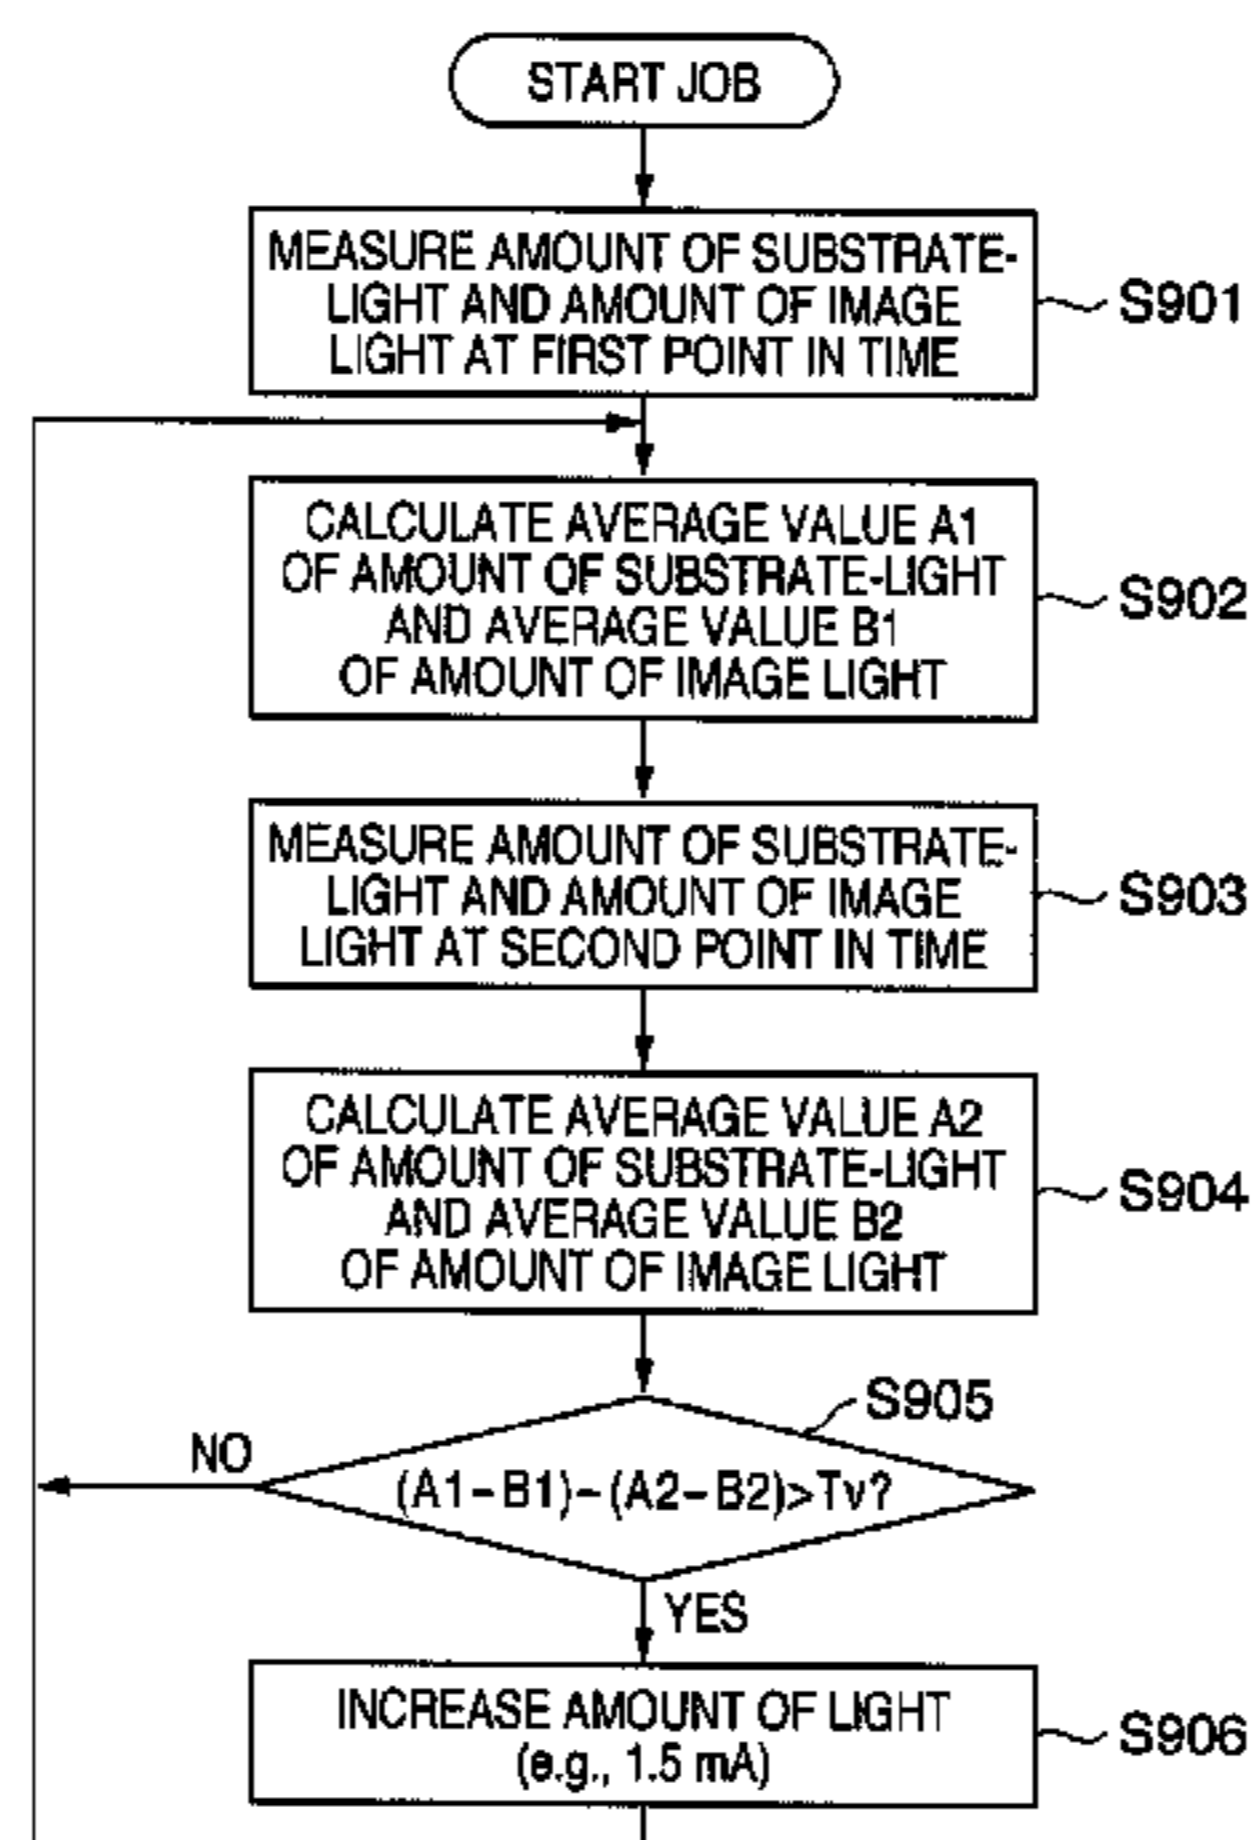 START JOB
MEASURE AMOUNT OF SUBSTRATE-
LIGHT AND AMOUNT OF IMAGE
LIGHT AT FIRST POINT IN TIME
S901
CALCULATE AVERAGE VALUE A1
OF AMOUNT OF SUBSTRATE-LIGHT
AND AVERAGE VALUE B1
OF AMOUNT OF IMAGE LIGHT
S902
MEASURE AMOUNT OF SUBSTRATE-
LIGHT AND AMOUNT OF IMAGE
LIGHT AT SECOND POINT IN TIME
S903
CALCULATE AVERAGE VALUE A2
OF AMOUNT OF SUBSTRATE-LIGHT
AND AVERAGE VALUE B2
OF AMOUNT OF IMAGE LIGHT
S904
S905
NO
(A1-B1)-(A2-B2)>Tv?
YES
INCREASE AMOUNT OF LIGHT
(e.g., 1.5 mA)
S906